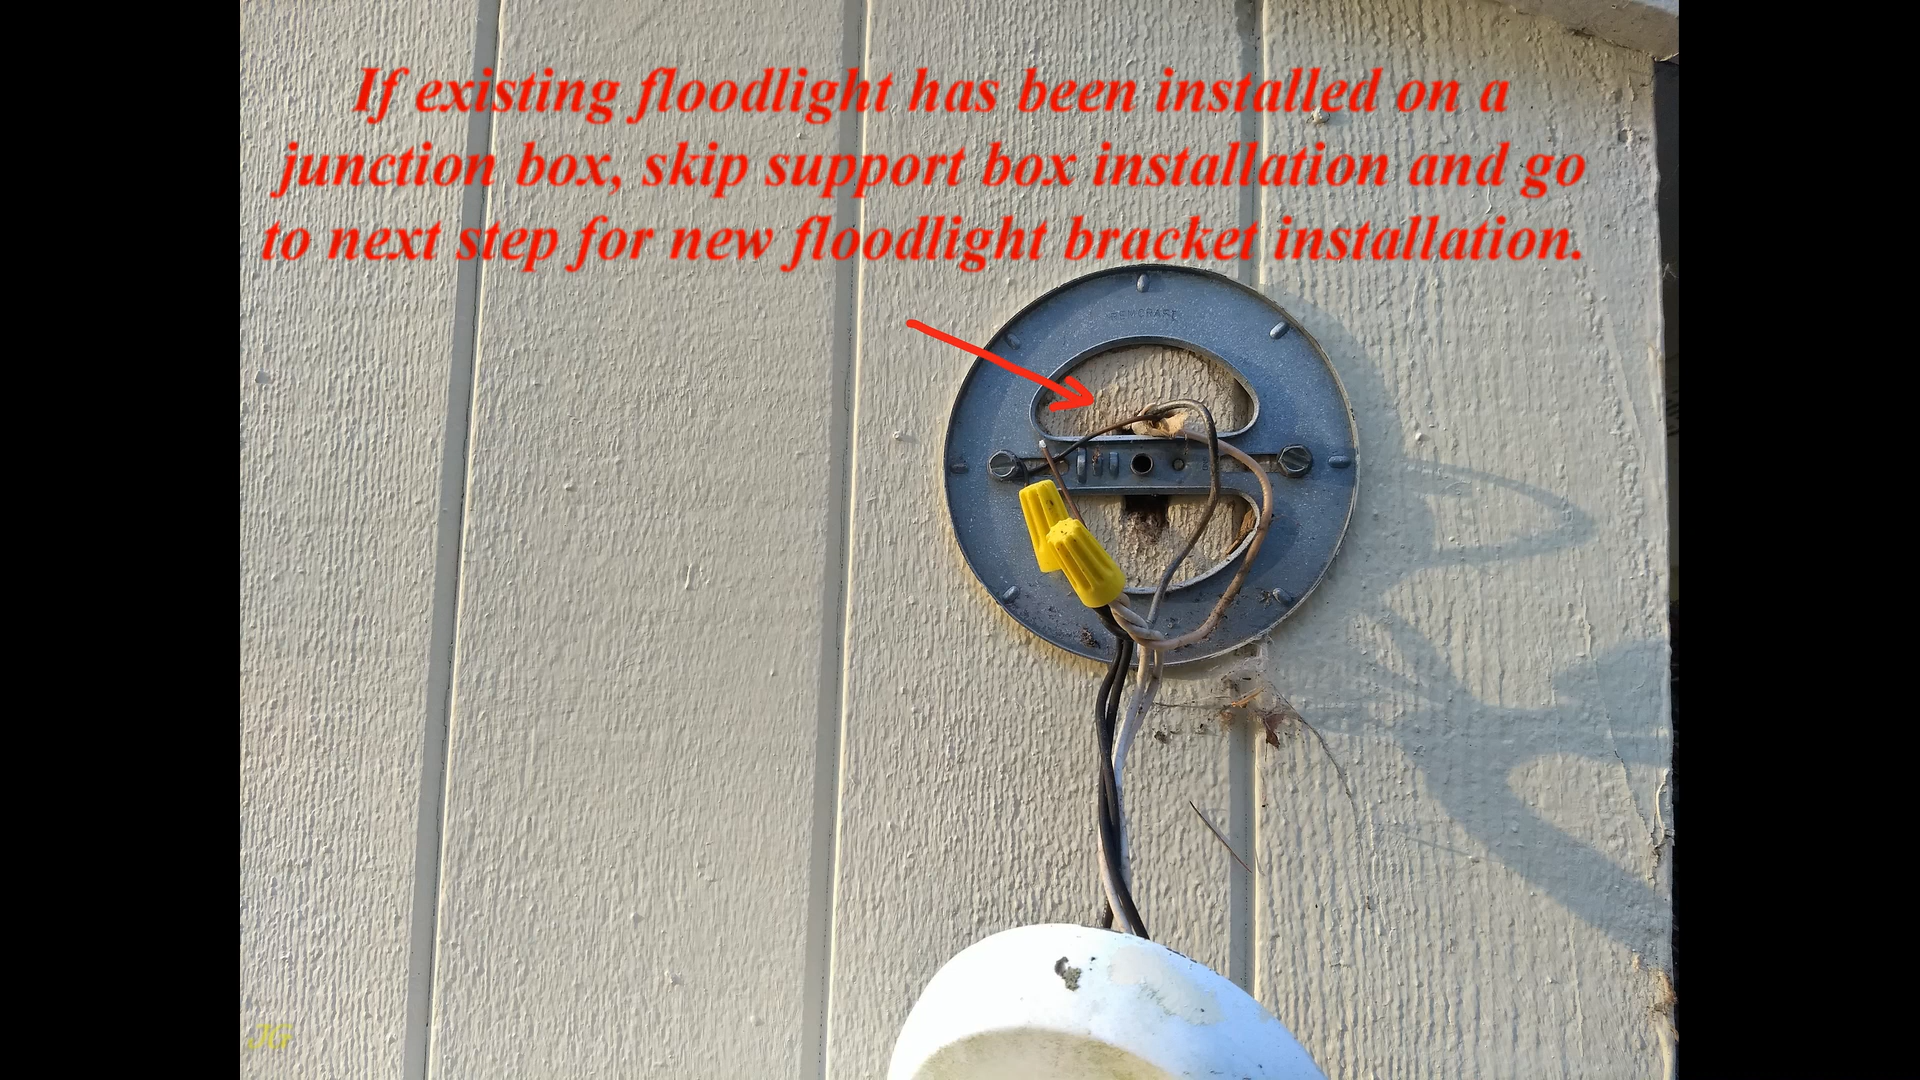 If existing floodlight has been installed on a
junction box, skip support box installation and go
to next step for new floodlight bracket installation.
REMCRAFT